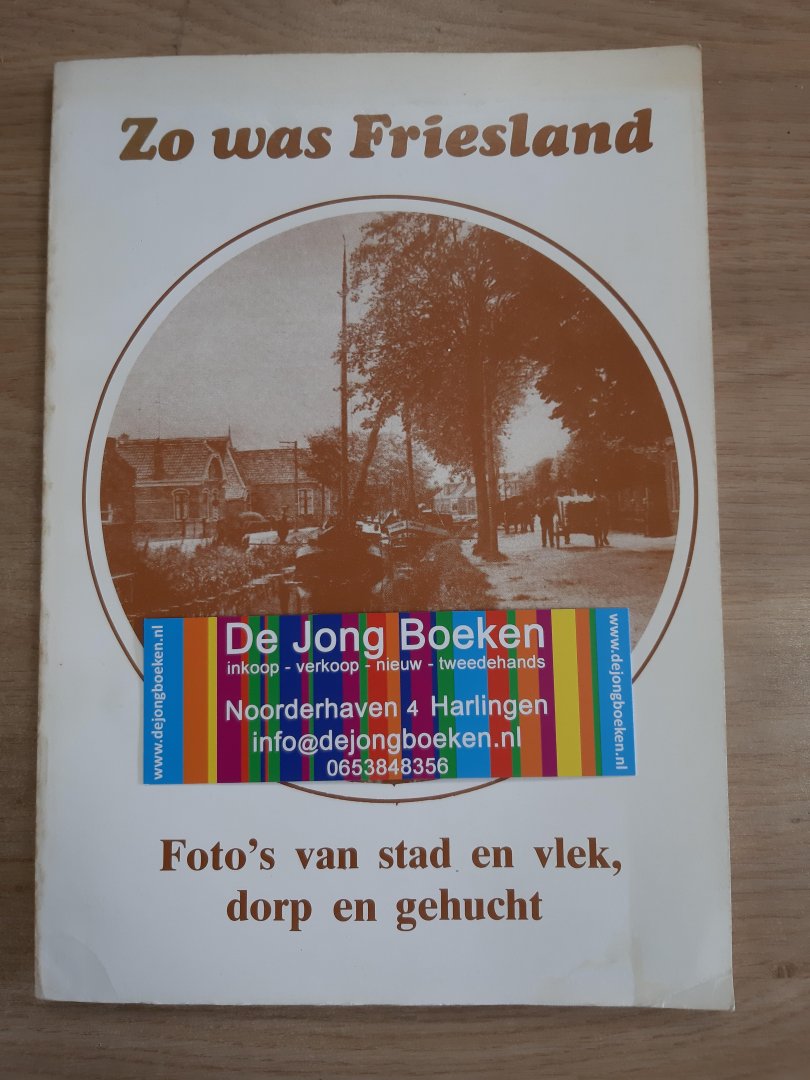 Zo was Friesland
www.dejongboeken.nl
De Jong Boeken
inkoop - verkoop - nieuw - tweedehands
Noorderhaven 4 Harlingen
info@dejongboeken.nl
0653848356
www.dejongboeken.nl
Foto's van stad en vlek,
dorp en gehucht